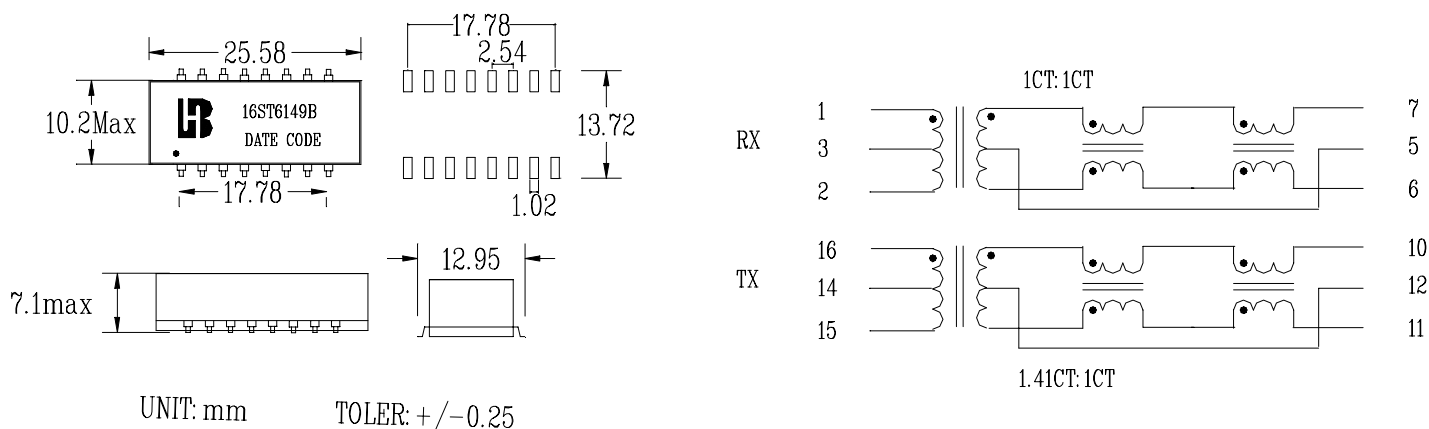 25.58
10.2Max
HB
16ST6149B
DATE CODE
17.78
17.78
2.54
13.72
1.02
7.1max
12.95
UNIT: mm
TOLER: +/-0.25
1CT: 1CT
RX
1
3
2
7
5
6
TX
16
14
15
10
12
11
1.41CT: 1CT